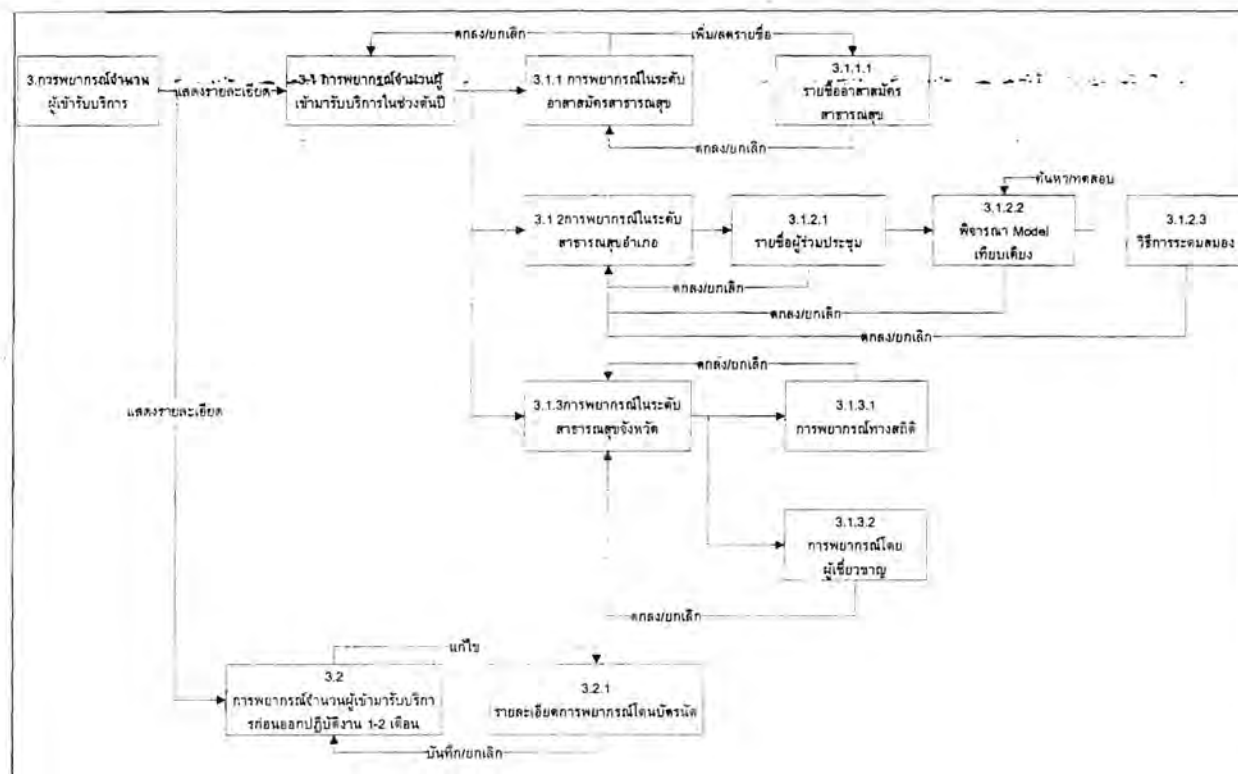 ตกลง/ยกเลิก
เพิ่ม/ลดรายชื่อ
3.การพยากรณ์จำนวน
ผู้เข้ารับบริการ
แสดงรายละเอียด
3.1 การพยากรณ์จำนวนผู้
เข้ามารับบริการในช่วงต้นปี
3.1.1 การพยากรณ์ในระดับ
อาสาสมัครสาธารณสุข
3.1.1.1
รายชื่ออาสาสมัคร
สาธารณสุข
ตกลง/ยกเลิก
ค้นหา/ทดสอบ
3.1.2การพยากรณ์ในระดับ
สาธารณสุขอำเภอ
3.1.2.1
รายชื่อผู้ร่วมประชุม
3.1.2.2
พิจารณา Model
เทียบเคียง
3.1.2.3
วิธีการระดมสมอง
ตกลง/ยกเลิก
ตกลง/ยกเลิก
ตกลง/ยกเลิก
ตกลง/ยกเลิก
แสดงรายละเอียด
3.1.3การพยากรณ์ในระดับ
สาธารณสุขจังหวัด
3.1.3.1
การพยากรณ์ทางสถิติ
3.1.3.2
การพยากรณ์โดย
ผู้เชี่ยวชาญ
ตกลง/ยกเลิก
แก้ไข
3.2
การพยากรณ์จำนวนผู้เข้ามารับบริกา
รก่อนออกปฏิบัติงาน 1-2 เดือน
3.2.1
รายละเอียดการพยากรณ์โดนบัตรนัด
บันทึก/ยกเลิก